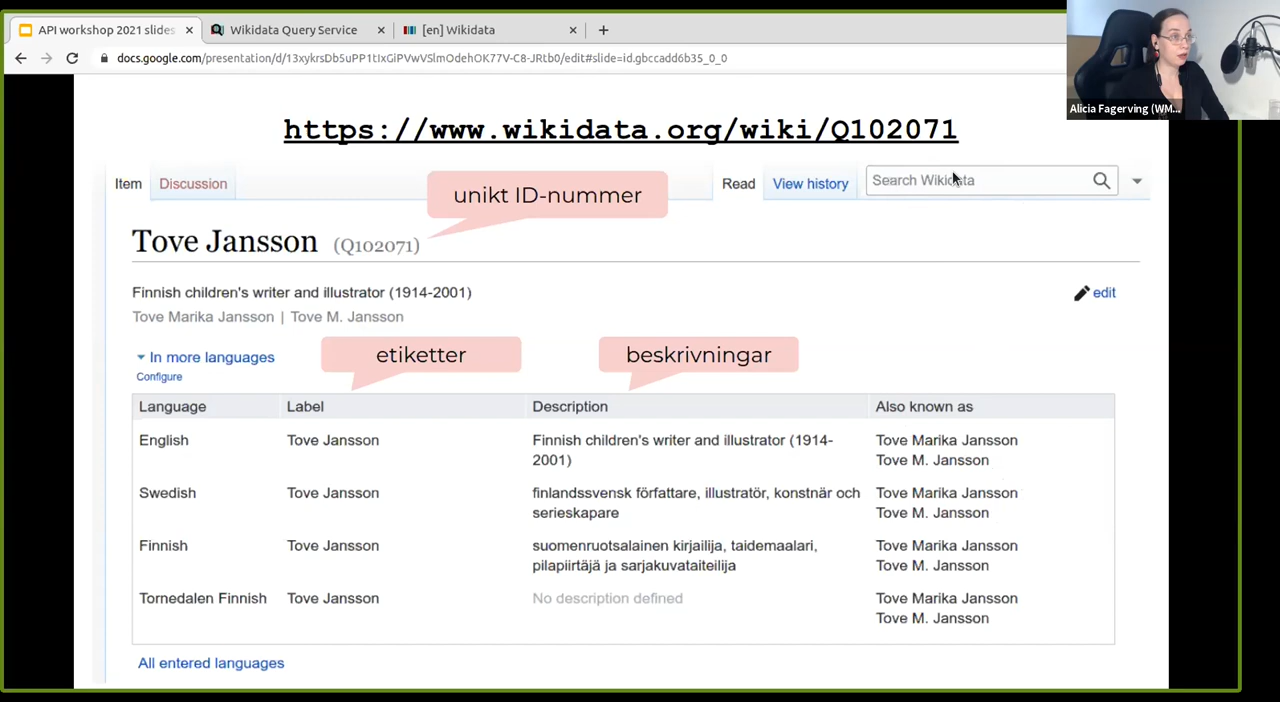 API workshop 2021 slides
Wikidata Query Service
[en] Wikidata
docs.google.com/presentation/d/13xykrsDb5uPP1tIxGiPVwVSlmOdehOK77V-C8-JRtb0/edit#slide=id.gbccadd6b35_0_0
Alicia Fagerving (WM...
https://www.wikidata.org/wiki/Q102071
Item Discussion Read View history Search Wikidata
unikt ID-nummer
Tove Jansson (Q102071)
Finnish children's writer and illustrator (1914-2001)
edit
Tove Marika Jansson | Tove M. Jansson
In more languages
Configure
etiketter
beskrivningar
Language Label Description Also known as
English Tove Jansson Finnish children's writer and illustrator (1914- Tove Marika Jansson
2001) Tove M. Jansson
Swedish Tove Jansson finlandssvensk författare, illustratör, konstnär och Tove Marika Jansson
serieskapare Tove M. Jansson
Finnish Tove Jansson suomenruotsalainen kirjailija, taidemaalari, Tove Marika Jansson
pilapiirtäjä ja sarjakuvataiteilija Tove M. Jansson
Tornedalen Finnish Tove Jansson No description defined Tove Marika Jansson
Tove M. Jansson
All entered languages